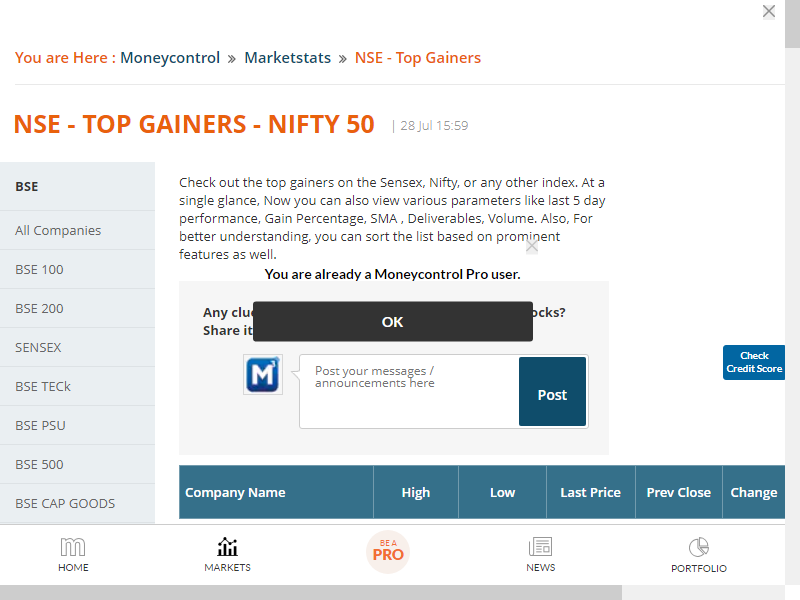 You are Here : Moneycontrol » Marketstats » NSE - Top Gainers
NSE - TOP GAINERS - NIFTY 50 | 28 Jul 15:59
BSE
All Companies
BSE 100
BSE 200
SENSEX
BSE TECk
BSE PSU
BSE 500
BSE CAP GOODS
Check out the top gainers on the Sensex, Nifty, or any other index. At a
single glance, Now you can also view various parameters like last 5 day
performance, Gain Percentage, SMA , Deliverables, Volume. Also, For
better understanding, you can sort the list based on prominent
features as well.
You are already a Moneycontrol Pro user.
Any
Share it
OK
Post your messages /
announcements here
Post
Check
Credit Score
Company Name High Low Last Price Prev Close Change
HOME MARKETS BE A PRO NEWS PORTFOLIO